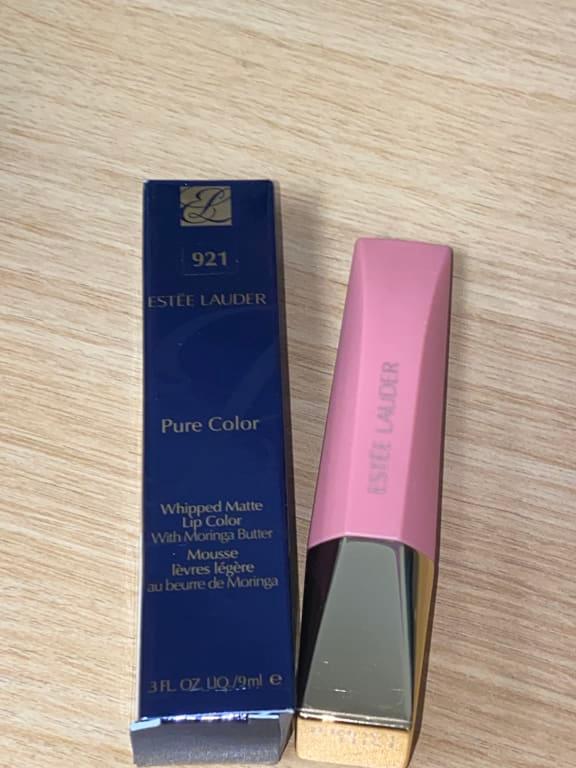 921
ESTĒE LAUDER
Pure Color
Whipped Matte
Lip Color
With Moringa Butter
Mousse
lèvres légère
au beurre de Moringa
.3 FL. OZ. LIQ./9ml ℮
ESTĒE LAUDER